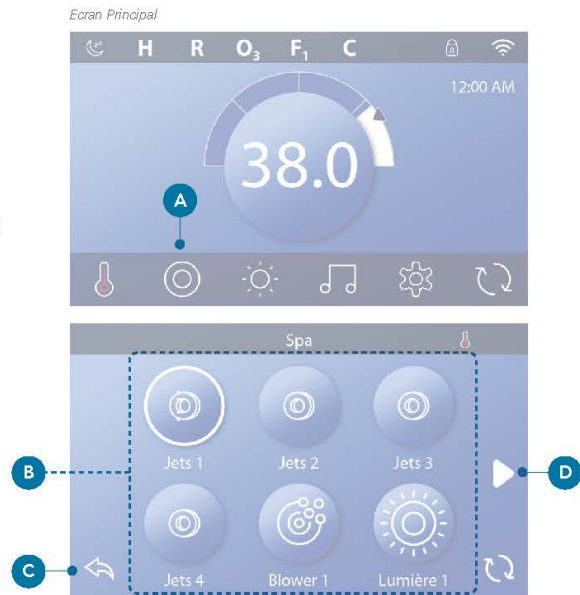 Ecran Principal
H R O₃ F₁ C
12:00 AM
38.0
A
Spa
B
D
Jets 1 Jets 2 Jets 3
C
Jets 4 Blower 1 Lumière 1